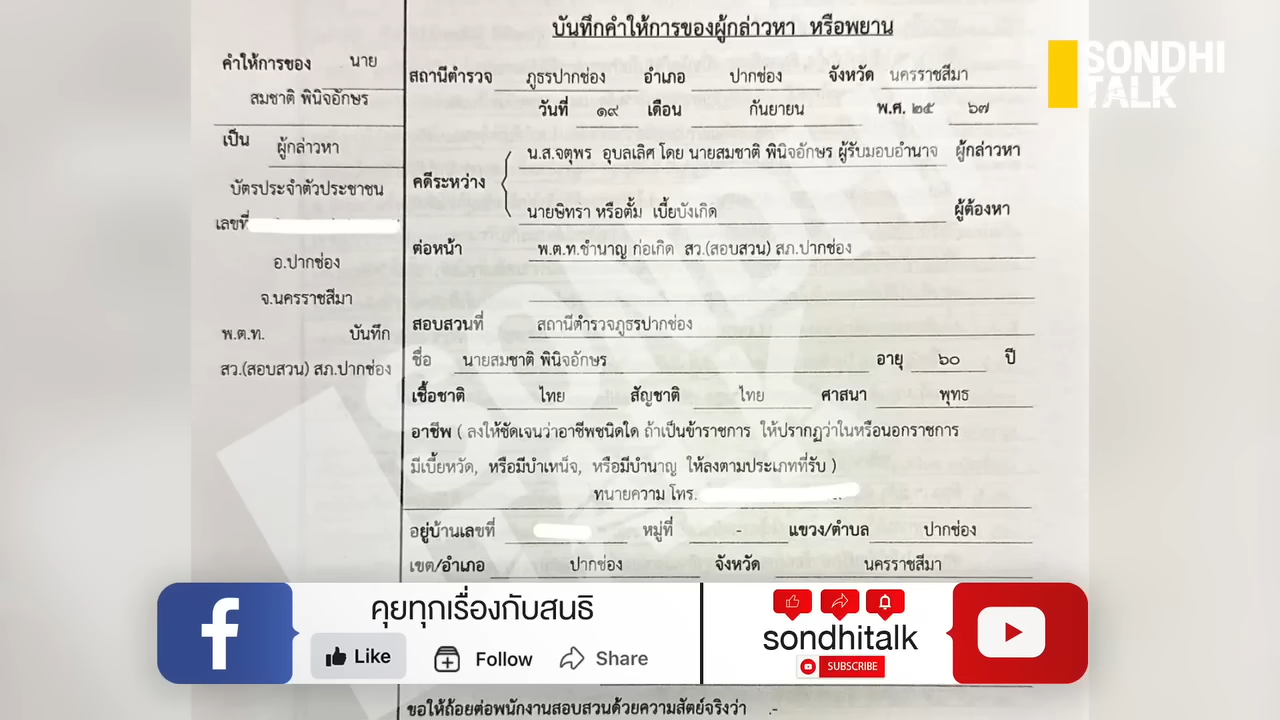 บันทึกคำให้การของผู้กล่าวหา หรือพยาน
SONDHI
TALK
คำให้การของ นาย
สมชาติ พินิจอักษร
เป็น ผู้กล่าวหา
บัตรประจำตัวประชาชน
เลขที่
อ.ปากช่อง
จ.นครราชสีมา
พ.ต.ท. บันทึก
สว.(สอบสวน) สภ.ปากช่อง
สถานีตำรวจ ภูธรปากช่อง อำเภอ ปากช่อง จังหวัด นครราชสีมา
วันที่ ๑๙ เดือน กันยายน พ.ศ. ๒๕ ๖๗
คดีระหว่าง
น.ส.จตุพร อุบลเลิศ โดย นายสมชาติ พินิจอักษร ผู้รับมอบอำนาจ ผู้กล่าวหา
นายษิทรา หรือตั้ม เบี้ยบังเกิด ผู้ต้องหา
ต่อหน้า พ.ต.ท.ชำนาญ ก่อเกิด สว.(สอบสวน) สภ.ปากช่อง
สอบสวนที่ สถานีตำรวจภูธรปากช่อง
ชื่อ นายสมชาติ พินิจอักษร อายุ ๖๐ ปี
เชื้อชาติ ไทย สัญชาติ ไทย ศาสนา พุทธ
อาชีพ ( ลงให้ชัดเจนว่าอาชีพชนิดใด ถ้าเป็นข้าราชการ ให้ปรากฏว่าในหรือนอกราชการ
มีเบี้ยหวัด, หรือมีบำเหน็จ, หรือมีบำนาญ ให้ลงตามประเภทที่รับ )
ทนายความ โทร.
อยู่บ้านเลขที่ หมู่ที่ - แขวง/ตำบล ปากช่อง
เขต/อำเภอ ปากช่อง จังหวัด นครราชสีมา
คุยทุกเรื่องกับสนธิ
Like Follow Share
sondhitalk
SUBSCRIBE
ขอให้ถ้อยต่อพนักงานสอบสวนด้วยความสัตย์จริงว่า .-